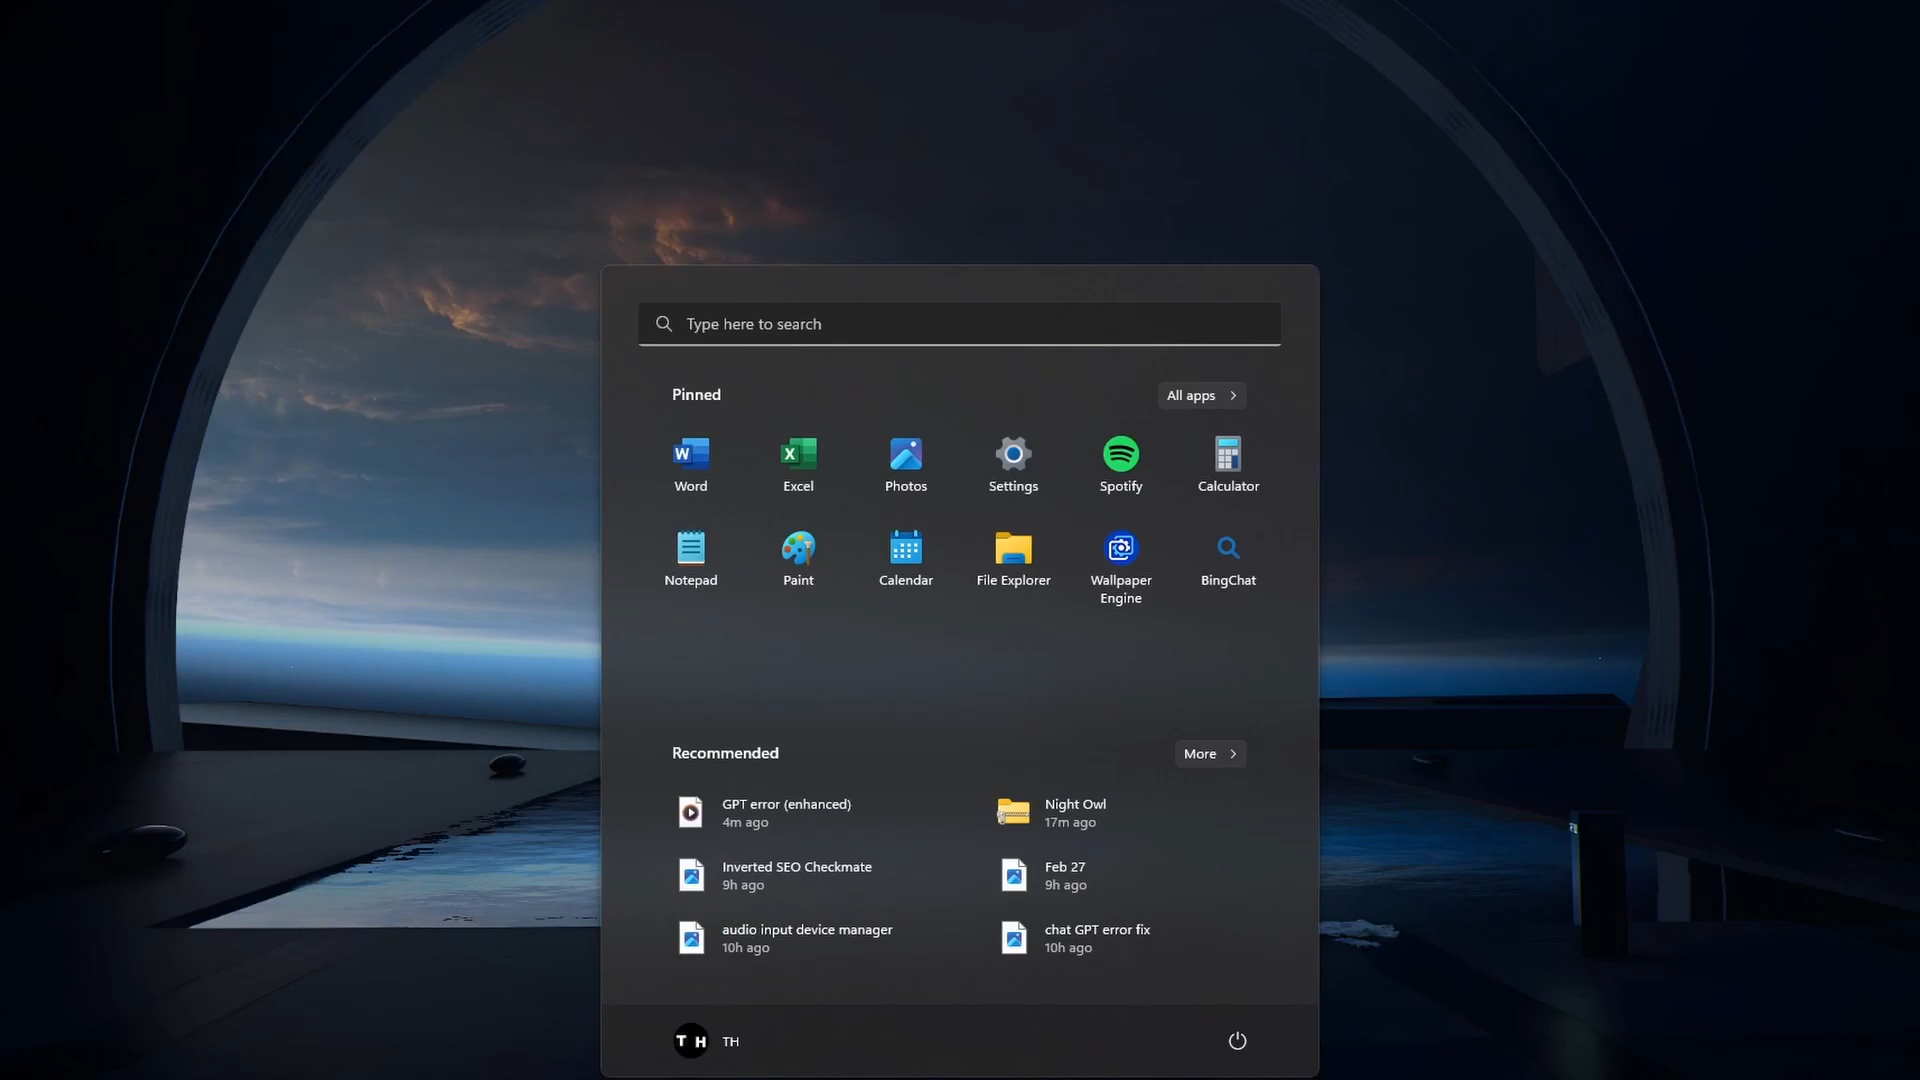 Type here to search
Pinned
All apps
Word
Excel
Photos
Settings
Spotify
Calculator
Notepad
Paint
Calendar
File Explorer
Wallpaper
Engine
BingChat
Recommended
More
GPT error (enhanced)
4m ago
Night Owl
17m ago
Inverted SEO Checkmate
9h ago
Feb 27
9h ago
audio input device manager
10h ago
chat GPT error fix
10h ago
T H
TH